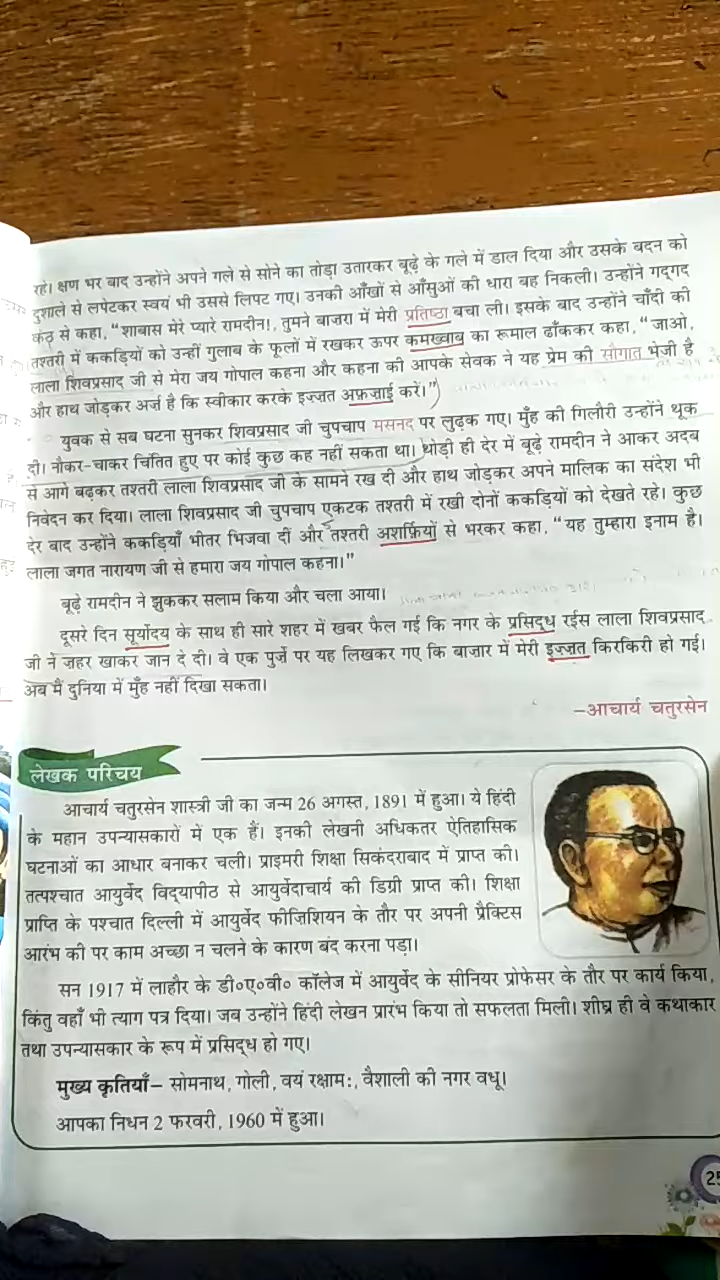 रहे। क्षण भर बाद उन्होंने अपने गले से सोने का तोड़ा उतारकर बूढ़े के गले में डाल दिया और उसके बदन को
दुशाले से लपेटकर स्वयं भी उससे लिपट गए। उनकी आँखों से आँसुओं की धारा बह निकली। उन्होंने गद्‌गद
कंठ से कहा, “शाबास मेरे प्यारे रामदीन!, तुमने बाज़ार में मेरी प्रतिष्ठा बचा ली। इसके बाद उन्होंने चाँदी की
तश्तरी में ककड़ियों को उन्हीं गुलाब के फूलों में रखकर ऊपर कमख्वाब का रूमाल ढाँककर कहा, “जाओ,
लाला शिवप्रसाद जी से मेरा जय गोपाल कहना और कहना की आपके सेवक ने यह प्रेम की सौगात भेजी है
और हाथ जोड़कर अर्ज़ है कि स्वीकार करके इज्जत अफ़ज़ाई करें।”
युवक से सब घटना सुनकर शिवप्रसाद जी चुपचाप मसनद पर लुढ़क गए। मुँह की गिलौरी उन्होंने थूक
दी। नौकर-चाकर चिंतित हुए पर कोई कुछ कह नहीं सकता था। थोड़ी ही देर में बूढ़े रामदीन ने आकर अदब
से आगे बढ़कर तश्तरी लाला शिवप्रसाद जी के सामने रख दी और हाथ जोड़कर अपने मालिक का संदेश भी
निवेदन कर दिया। लाला शिवप्रसाद जी चुपचाप एकटक तश्तरी में रखी दोनों ककड़ियों को देखते रहे। कुछ
देर बाद उन्होंने ककड़ियाँ भीतर भिजवा दीं और तश्तरी अशर्फ़ियों से भरकर कहा, “यह तुम्हारा इनाम है।
लाला जगत नारायण जी से हमारा जय गोपाल कहना।”
बूढ़े रामदीन ने झुककर सलाम किया और चला आया।
दूसरे दिन सूर्योदय के साथ ही सारे शहर में खबर फैल गई कि नगर के प्रसिद्ध रईस लाला शिवप्रसाद
जी ने ज़हर खाकर जान दे दी। वे एक पुर्जे पर यह लिखकर गए कि बाज़ार में मेरी इज्जत किरकिरी हो गई।
अब मैं दुनिया में मुँह नहीं दिखा सकता।
–आचार्य चतुरसेन
लेखक परिचय
आचार्य चतुरसेन शास्त्री जी का जन्म 26 अगस्त, 1891 में हुआ। ये हिंदी
के महान उपन्यासकारों में एक हैं। इनकी लेखनी अधिकतर ऐतिहासिक
घटनाओं का आधार बनाकर चली। प्राइमरी शिक्षा सिकंदराबाद में प्राप्त की।
तत्पश्चात आयुर्वेद विद्यापीठ से आयुर्वेदाचार्य की डिग्री प्राप्त की। शिक्षा
प्राप्ति के पश्चात दिल्ली में आयुर्वेद फीज़िशियन के तौर पर अपनी प्रैक्टिस
आरंभ की पर काम अच्छा न चलने के कारण बंद करना पड़ा।
सन 1917 में लाहौर के डी०ए०वी० कॉलेज में आयुर्वेद के सीनियर प्रोफेसर के तौर पर कार्य किया,
किंतु वहाँ भी त्याग पत्र दिया। जब उन्होंने हिंदी लेखन प्रारंभ किया तो सफलता मिली। शीघ्र ही वे कथाकार
तथा उपन्यासकार के रूप में प्रसिद्ध हो गए।
मुख्य कृतियाँ– सोमनाथ, गोली, वयं रक्षामः, वैशाली की नगर वधू।
आपका निधन 2 फरवरी, 1960 में हुआ।